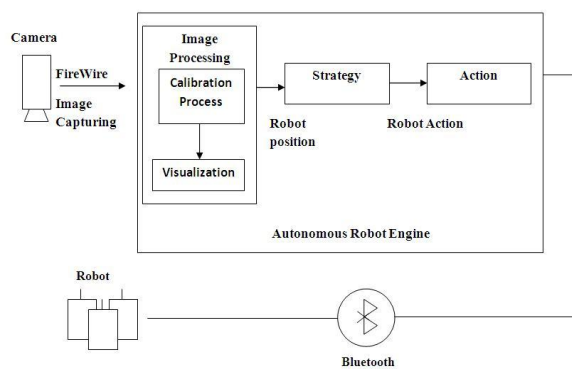 Camera
FireWire
Image
Capturing
Image
Processing
Calibration
Process
Visualization
Strategy
Action
Robot
position
Robot Action
Autonomous Robot Engine
Robot
Bluetooth